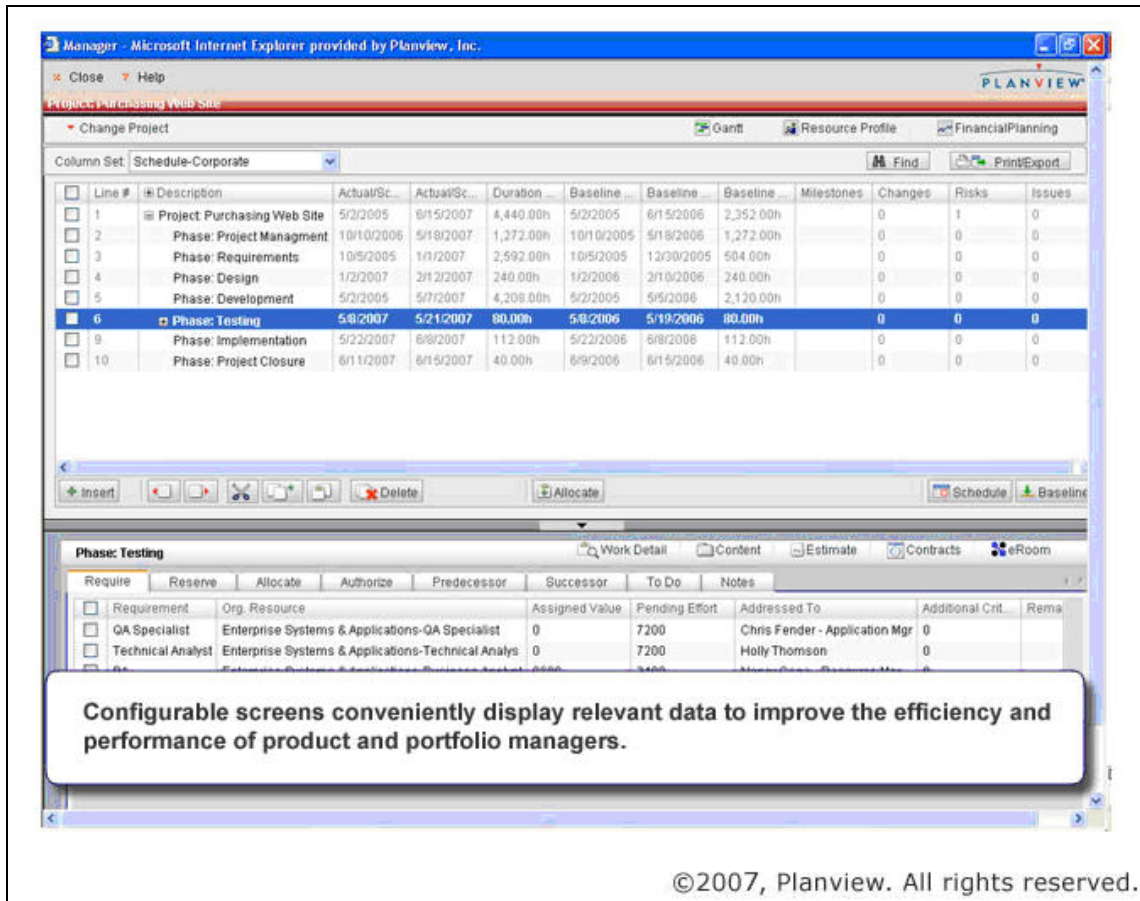 Manager - Microsoft Internet Explorer provided by Planview, Inc.
Close ? Help
PLANVIEW
Project: Purchasing Web Site
Change Project Gantt Resource Profile FinancialPlanning
Column Set: Schedule-Corporate Find Print/Export
Line # Description Actual/Sc... Actual/Sc... Duration ... Baseline ... Baseline ... Baseline ... Milestones Changes Risks Issues
1 Project: Purchasing Web Site 5/2/2005 6/15/2007 4,440.00h 5/2/2005 6/15/2006 2,352.00h 0 1 0
2 Phase: Project Managment 10/10/2006 5/18/2007 1,272.00h 10/10/2005 5/18/2006 1,272.00h 0 0 0
3 Phase: Requirements 10/5/2005 1/1/2007 2,592.00h 10/5/2005 12/30/2005 504.00h 0 0 0
4 Phase: Design 1/2/2007 2/12/2007 240.00h 1/2/2006 2/10/2006 240.00h 0 0 0
5 Phase: Development 5/2/2005 5/7/2007 4,208.00h 5/2/2005 5/5/2006 2,120.00h 0 0 0
6 Phase: Testing 5/8/2007 5/21/2007 80.00h 5/8/2006 5/19/2006 80.00h 0 0 0
9 Phase: Implementation 5/22/2007 6/8/2007 112.00h 5/22/2006 6/8/2006 112.00h 0 0 0
10 Phase: Project Closure 6/11/2007 6/15/2007 40.00h 6/9/2006 6/15/2006 40.00h 0 0 0
Insert Delete Allocate Schedule Baseline
Phase: Testing Work Detail Content Estimate Contracts eRoom
Require Reserve Allocate Authorize Predecessor Successor To Do Notes
Requirement Org. Resource Assigned Value Pending Effort Addressed To Additional Crit... Rema
QA Specialist Enterprise Systems & Applications-QA Specialist 0 7200 Chris Fender - Application Mgr 0
Technical Analyst Enterprise Systems & Applications-Technical Analys 0 7200 Holly Thomson 0
Configurable screens conveniently display relevant data to improve the efficiency and
performance of product and portfolio managers.
©2007, Planview. All rights reserved.